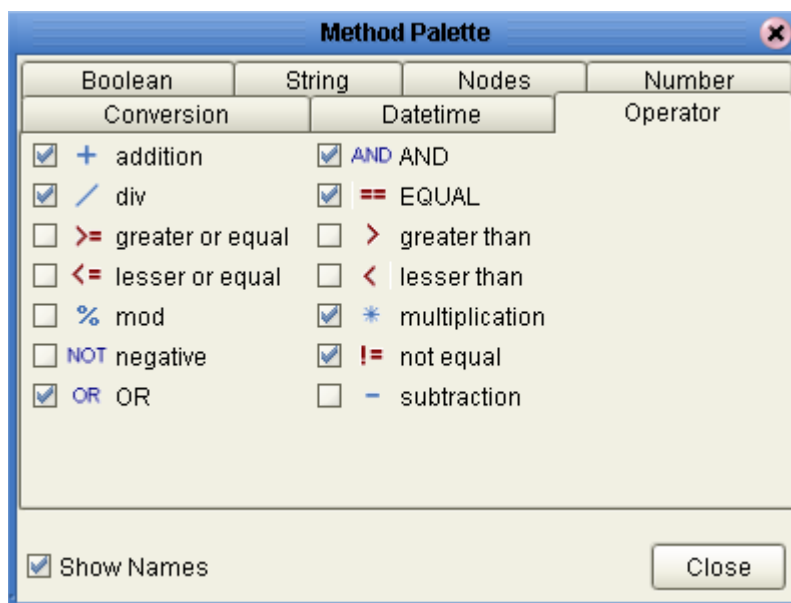 Method Palette
Boolean String Nodes Number
Conversion Datetime Operator
+ addition AND AND
/ div == EQUAL
>= greater or equal > greater than
<= lesser or equal < lesser than
% mod * multiplication
NOT negative != not equal
OR OR - subtraction
Show Names Close